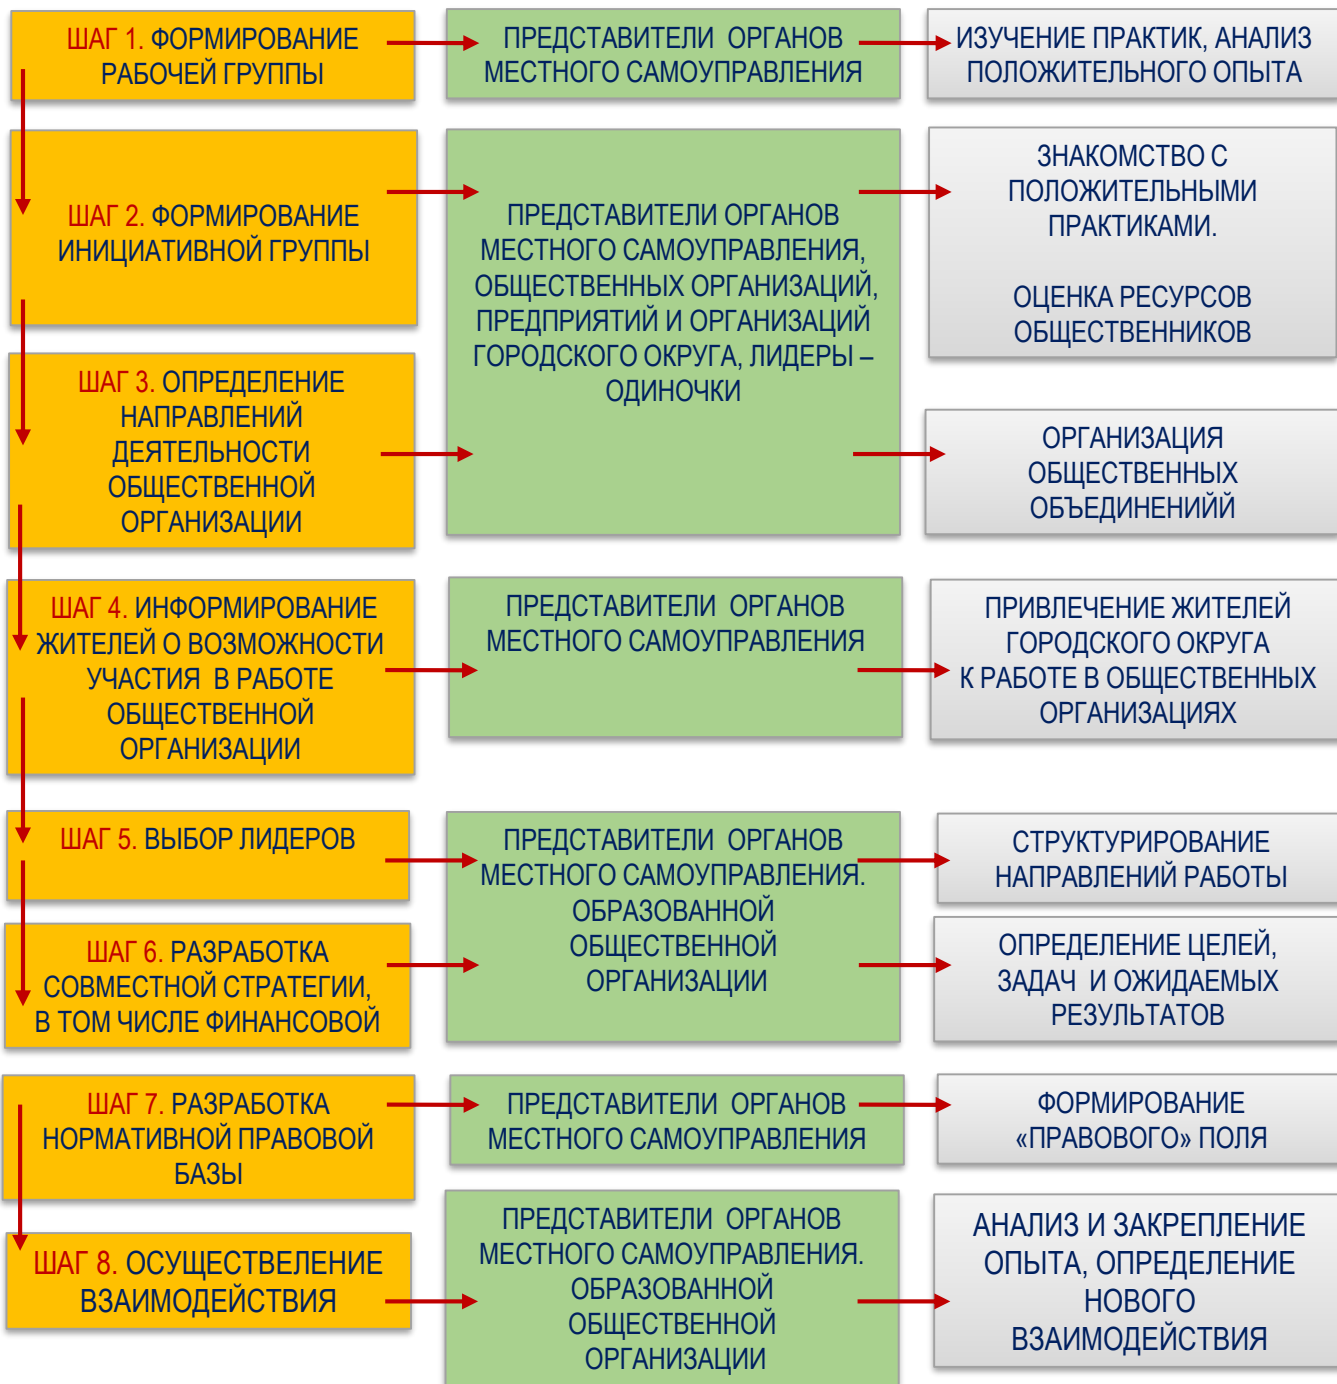 ШАГ 1. ФОРМИРОВАНИЕ
РАБОЧЕЙ ГРУППЫ
ПРЕДСТАВИТЕЛИ ОРГАНОВ
МЕСТНОГО САМОУПРАВЛЕНИЯ
ИЗУЧЕНИЕ ПРАКТИК, АНАЛИЗ
ПОЛОЖИТЕЛЬНОГО ОПЫТА
ШАГ 2. ФОРМИРОВАНИЕ
ИНИЦИАТИВНОЙ ГРУППЫ
ПРЕДСТАВИТЕЛИ ОРГАНОВ
МЕСТНОГО САМОУПРАВЛЕНИЯ,
ОБЩЕСТВЕННЫХ ОРГАНИЗАЦИЙ,
ПРЕДПРИЯТИЙ И ОРГАНИЗАЦИЙ
ГОРОДСКОГО ОКРУГА, ЛИДЕРЫ –
ОДИНОЧКИ
ЗНАКОМСТВО С
ПОЛОЖИТЕЛЬНЫМИ
ПРАКТИКАМИ.
ОЦЕНКА РЕСУРСОВ
ОБЩЕСТВЕННИКОВ
ШАГ 3. ОПРЕДЕЛЕНИЕ
НАПРАВЛЕНИЙ
ДЕЯТЕЛЬНОСТИ
ОБЩЕСТВЕННОЙ
ОРГАНИЗАЦИИ
ОРГАНИЗАЦИЯ
ОБЩЕСТВЕННЫХ
ОБЪЕДИНЕНИЙЙ
ШАГ 4. ИНФОРМИРОВАНИЕ
ЖИТЕЛЕЙ О ВОЗМОЖНОСТИ
УЧАСТИЯ В РАБОТЕ
ОБЩЕСТВЕННОЙ
ОРГАНИЗАЦИИ
ПРЕДСТАВИТЕЛИ ОРГАНОВ
МЕСТНОГО САМОУПРАВЛЕНИЯ
ПРИВЛЕЧЕНИЕ ЖИТЕЛЕЙ
ГОРОДСКОГО ОКРУГА
К РАБОТЕ В ОБЩЕСТВЕННЫХ
ОРГАНИЗАЦИЯХ
ШАГ 5. ВЫБОР ЛИДЕРОВ
ПРЕДСТАВИТЕЛИ ОРГАНОВ
МЕСТНОГО САМОУПРАВЛЕНИЯ.
ОБРАЗОВАННОЙ
ОБЩЕСТВЕННОЙ
ОРГАНИЗАЦИИ
СТРУКТУРИРОВАНИЕ
НАПРАВЛЕНИЙ РАБОТЫ
ШАГ 6. РАЗРАБОТКА
СОВМЕСТНОЙ СТРАТЕГИИ,
В ТОМ ЧИСЛЕ ФИНАНСОВОЙ
ОПРЕДЕЛЕНИЕ ЦЕЛЕЙ,
ЗАДАЧ И ОЖИДАЕМЫХ
РЕЗУЛЬТАТОВ
ШАГ 7. РАЗРАБОТКА
НОРМАТИВНОЙ ПРАВОВОЙ
БАЗЫ
ПРЕДСТАВИТЕЛИ ОРГАНОВ
МЕСТНОГО САМОУПРАВЛЕНИЯ
ФОРМИРОВАНИЕ
«ПРАВОВОГО» ПОЛЯ
ШАГ 8. ОСУЩЕСТВЕЛЕНИЕ
ВЗАИМОДЕЙСТВИЯ
ПРЕДСТАВИТЕЛИ ОРГАНОВ
МЕСТНОГО САМОУПРАВЛЕНИЯ.
ОБРАЗОВАННОЙ
ОБЩЕСТВЕННОЙ
ОРГАНИЗАЦИИ
АНАЛИЗ И ЗАКРЕПЛЕНИЕ
ОПЫТА, ОПРЕДЕЛЕНИЕ
НОВОГО
ВЗАИМОДЕЙСТВИЯ